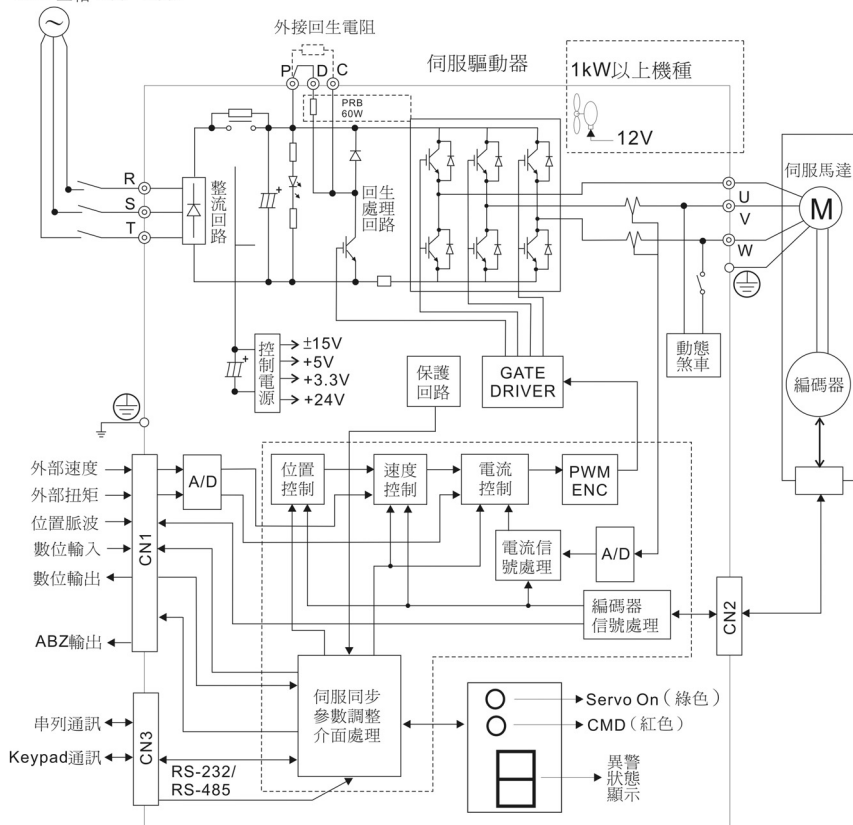 外接回生電阻
P D C
伺服驅動器
1kW以上機種
PRB
60W
12V
伺服馬達
R
S
T
整流回路
回生
處理
回路
U
V
W
M
±15V
+5V
+3.3V
+24V
控制電源
保護
回路
GATE
DRIVER
動態
煞車
編碼器
外部速度
外部扭矩
位置脈波
數位輸入
數位輸出
ABZ輸出
CN1
A/D
位置
控制
速度
控制
電流
控制
PWM
ENC
電流信
號處理
A/D
編碼器
信號處理
CN2
伺服同步
參數調整
介面處理
串列通訊
Keypad通訊
CN3
RS-232/
RS-485
Servo On（綠色）
CMD（紅色）
異警
狀態
顯示